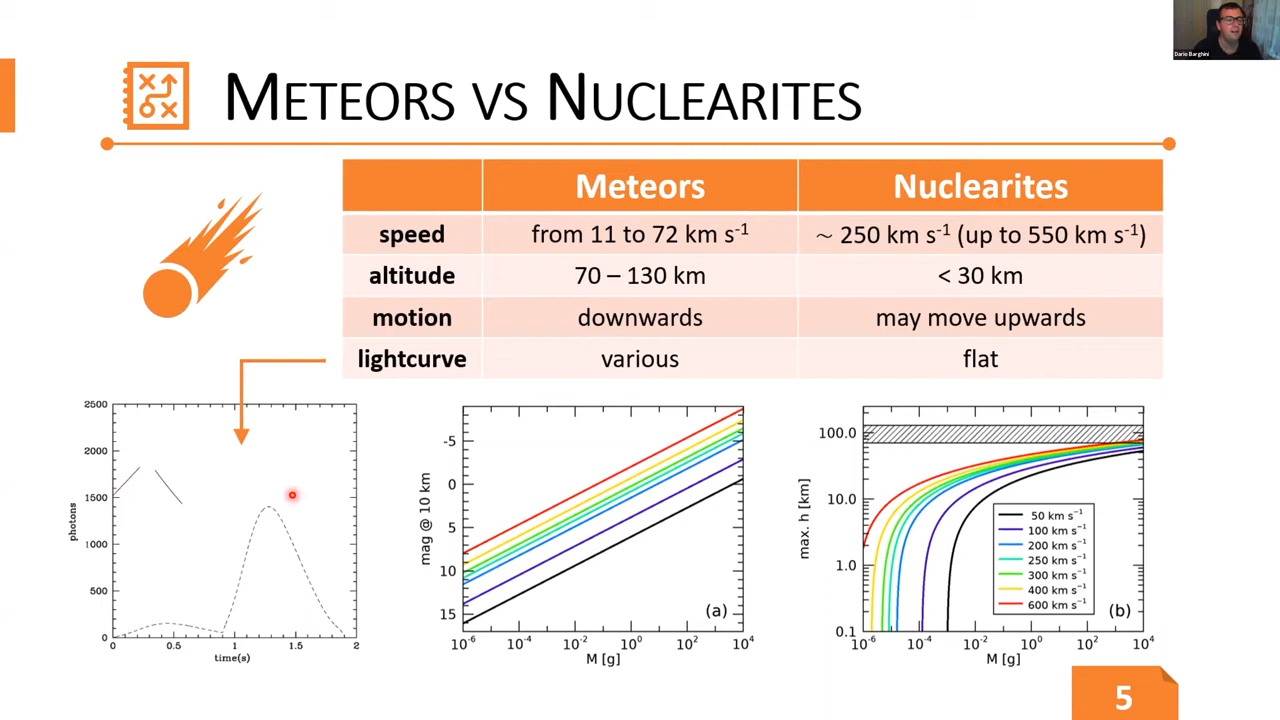 Dario Barghini
METEORS VS NUCLEARITES
Meteors Nuclearites
speed from 11 to 72 km s⁻¹ ~ 250 km s⁻¹ (up to 550 km s⁻¹)
altitude 70 – 130 km < 30 km
motion downwards may move upwards
lightcurve various flat
2500
2000
1500
1000
500
0
photons
0 0.5 1 1.5 2
time(s)
-5
0
5
10
15
mag @ 10 km
(a)
10⁻⁶ 10⁻⁴ 10⁻² 10⁰ 10² 10⁴
M [g]
100.0
10.0
1.0
0.1
max. h [km]
50 km s⁻¹
100 km s⁻¹
200 km s⁻¹
250 km s⁻¹
300 km s⁻¹
400 km s⁻¹
600 km s⁻¹
(b)
10⁻⁶ 10⁻⁴ 10⁻² 10⁰ 10² 10⁴
M [g]
5